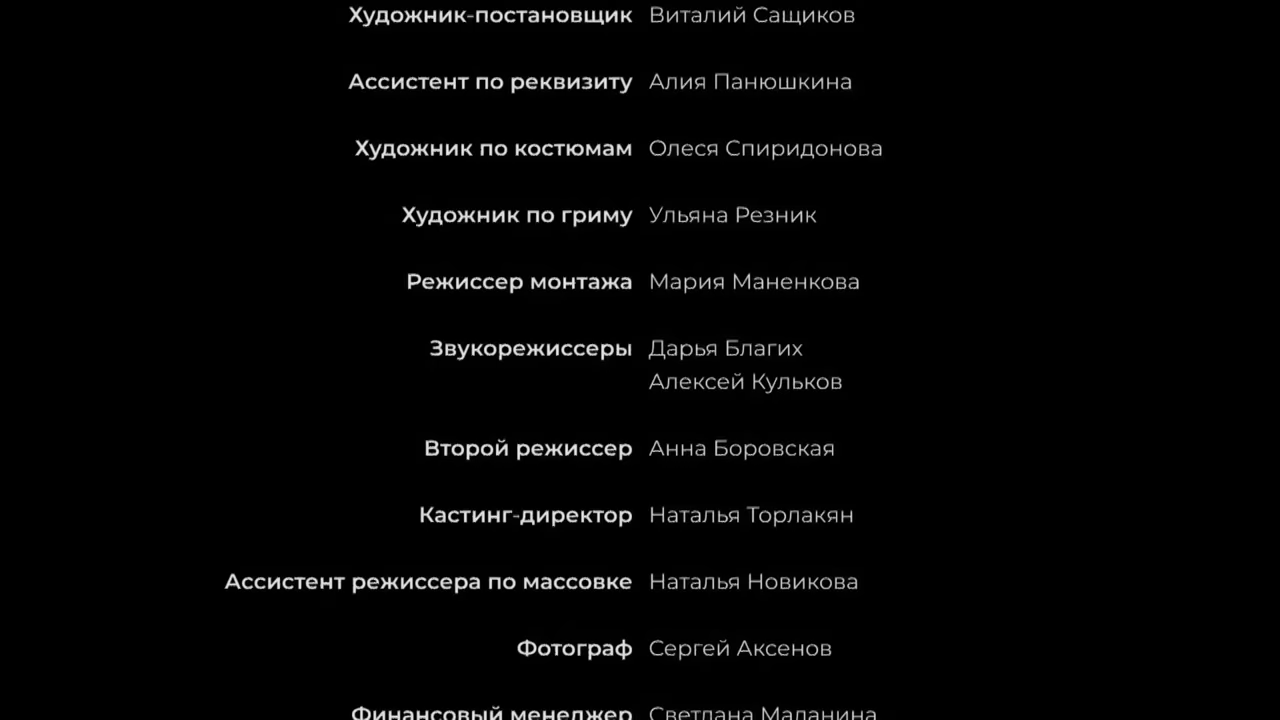 Художник-постановщик Виталий Сащиков
Ассистент по реквизиту Алия Панюшкина
Художник по костюмам Олеся Спиридонова
Художник по гриму Ульяна Резник
Режиссер монтажа Мария Маненкова
Звукорежиссеры Дарья Благих
Алексей Кульков
Второй режиссер Анна Боровская
Кастинг-директор Наталья Торлакян
Ассистент режиссера по массовке Наталья Новикова
Фотограф Сергей Аксенов
Финансовый менеджер Светлана Маланина